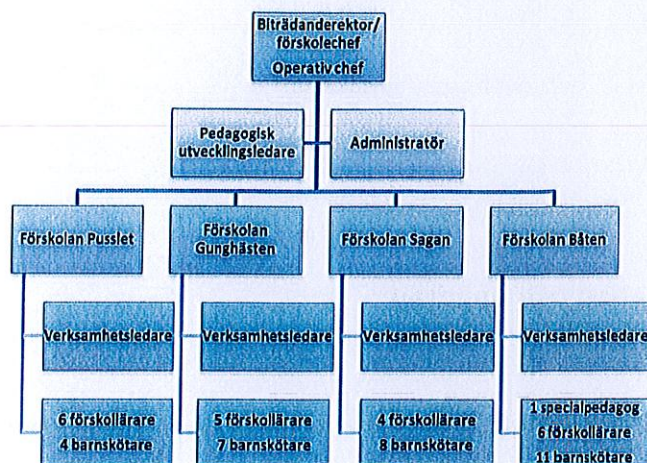 Biträdanderektor/
förskolechef
Operativ chef
Pedagogisk
utvecklingsledare
Administratör
Förskolan Pusslet
Förskolan
Gunghästen
Förskolan Sagan
Förskolan Båten
Verksamhetsledare
Verksamhetsledare
Verksamhetsledare
Verksamhetsledare
6 förskollärare
4 barnskötare
5 förskollärare
7 barnskötare
4 förskollärare
8 barnskötare
1 specialpedagog
6 förskollärare
11 barnskötare